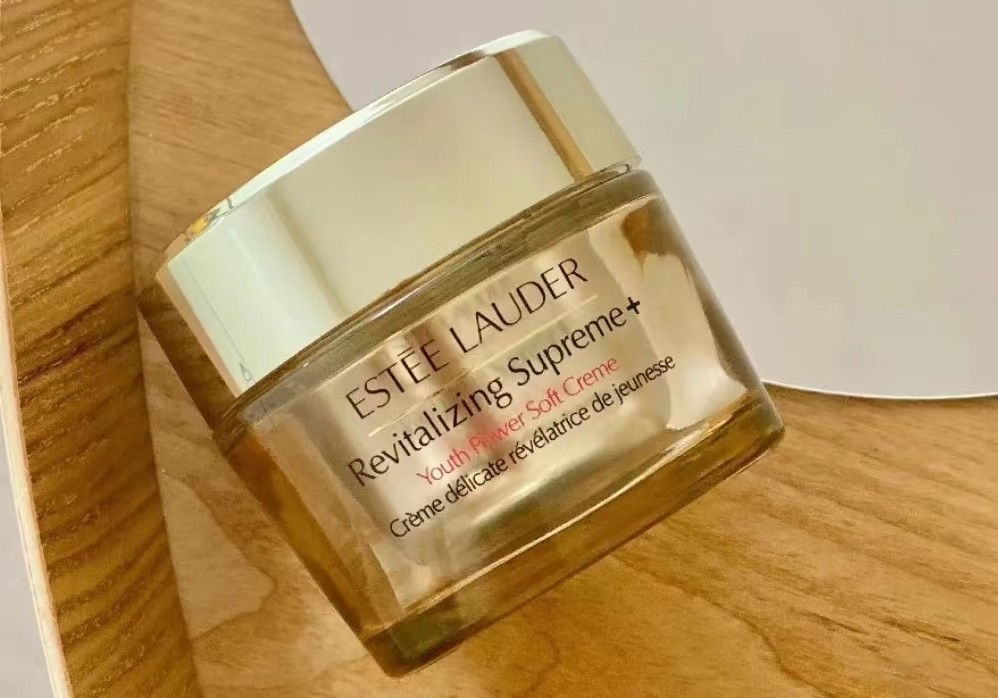 ESTĒE LAUDER
Revitalizing Supreme+
Youth Power Soft Creme
Crème délicate révélatrice de jeunesse